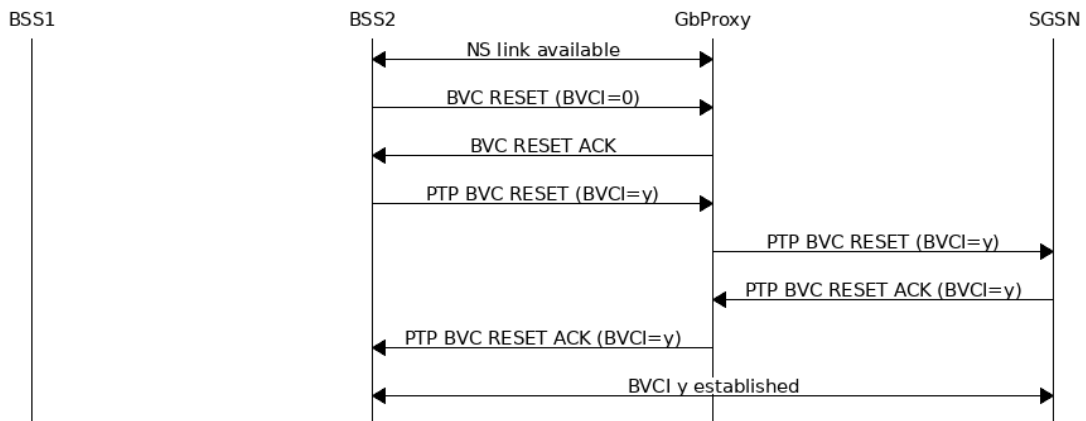 BSS1 BSS2 GbProxy SGSN
NS link available
BVC RESET (BVCI=0)
BVC RESET ACK
PTP BVC RESET (BVCI=y)
PTP BVC RESET (BVCI=y)
PTP BVC RESET ACK (BVCI=y)
PTP BVC RESET ACK (BVCI=y)
BVCI y established